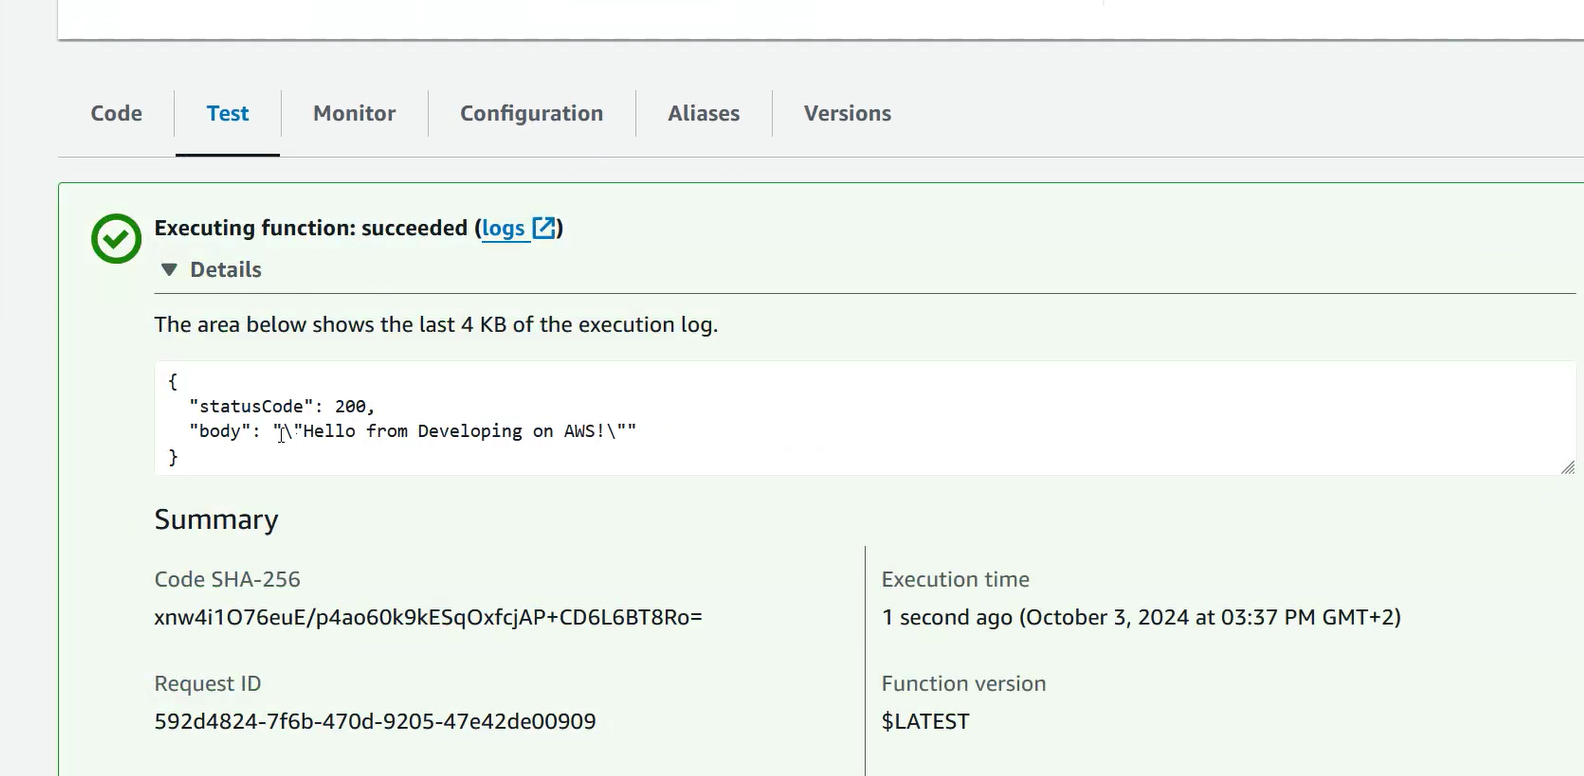 Code Test Monitor Configuration Aliases Versions
Executing function: succeeded (logs)
Details
The area below shows the last 4 KB of the execution log.
{
"statusCode": 200,
"body": "\"Hello from Developing on AWS!\""
}
Summary
Code SHA-256
xnw4i1O76euE/p4ao60k9kESqOxfcjAP+CD6L6BT8Ro=
Execution time
1 second ago (October 3, 2024 at 03:37 PM GMT+2)
Request ID
592d4824-7f6b-470d-9205-47e42de00909
Function version
$LATEST